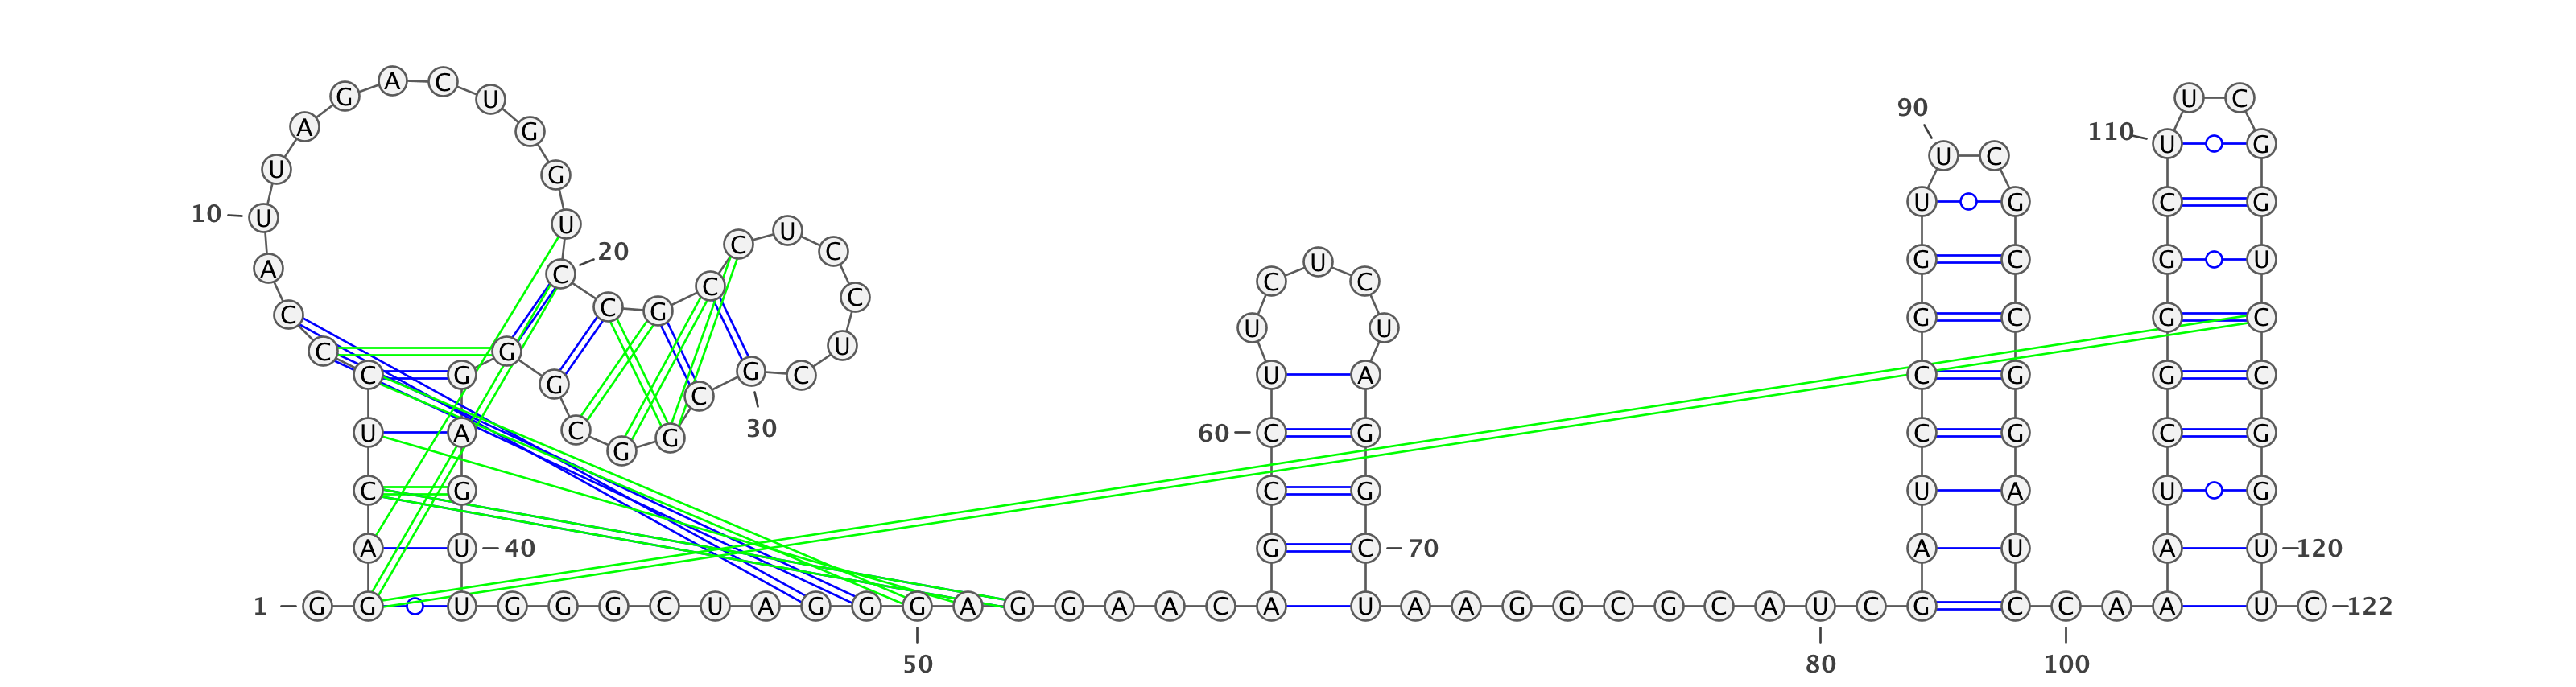 1
G G A C U C C C A U
10
U A G A C U G G U C
20
C G C C U C C U C G
30
C G G C G G G A G U
40
U G G G C U A G G G
50
A G G A A C A G C C
60
U U C U C U A G G C
70
U A A G G C G C A U
80
C G A U C C G G U U
90
C G C C G G A U C C
100
A A A U C G G G C U
110
U C G G U C C G G U
120
U C
122